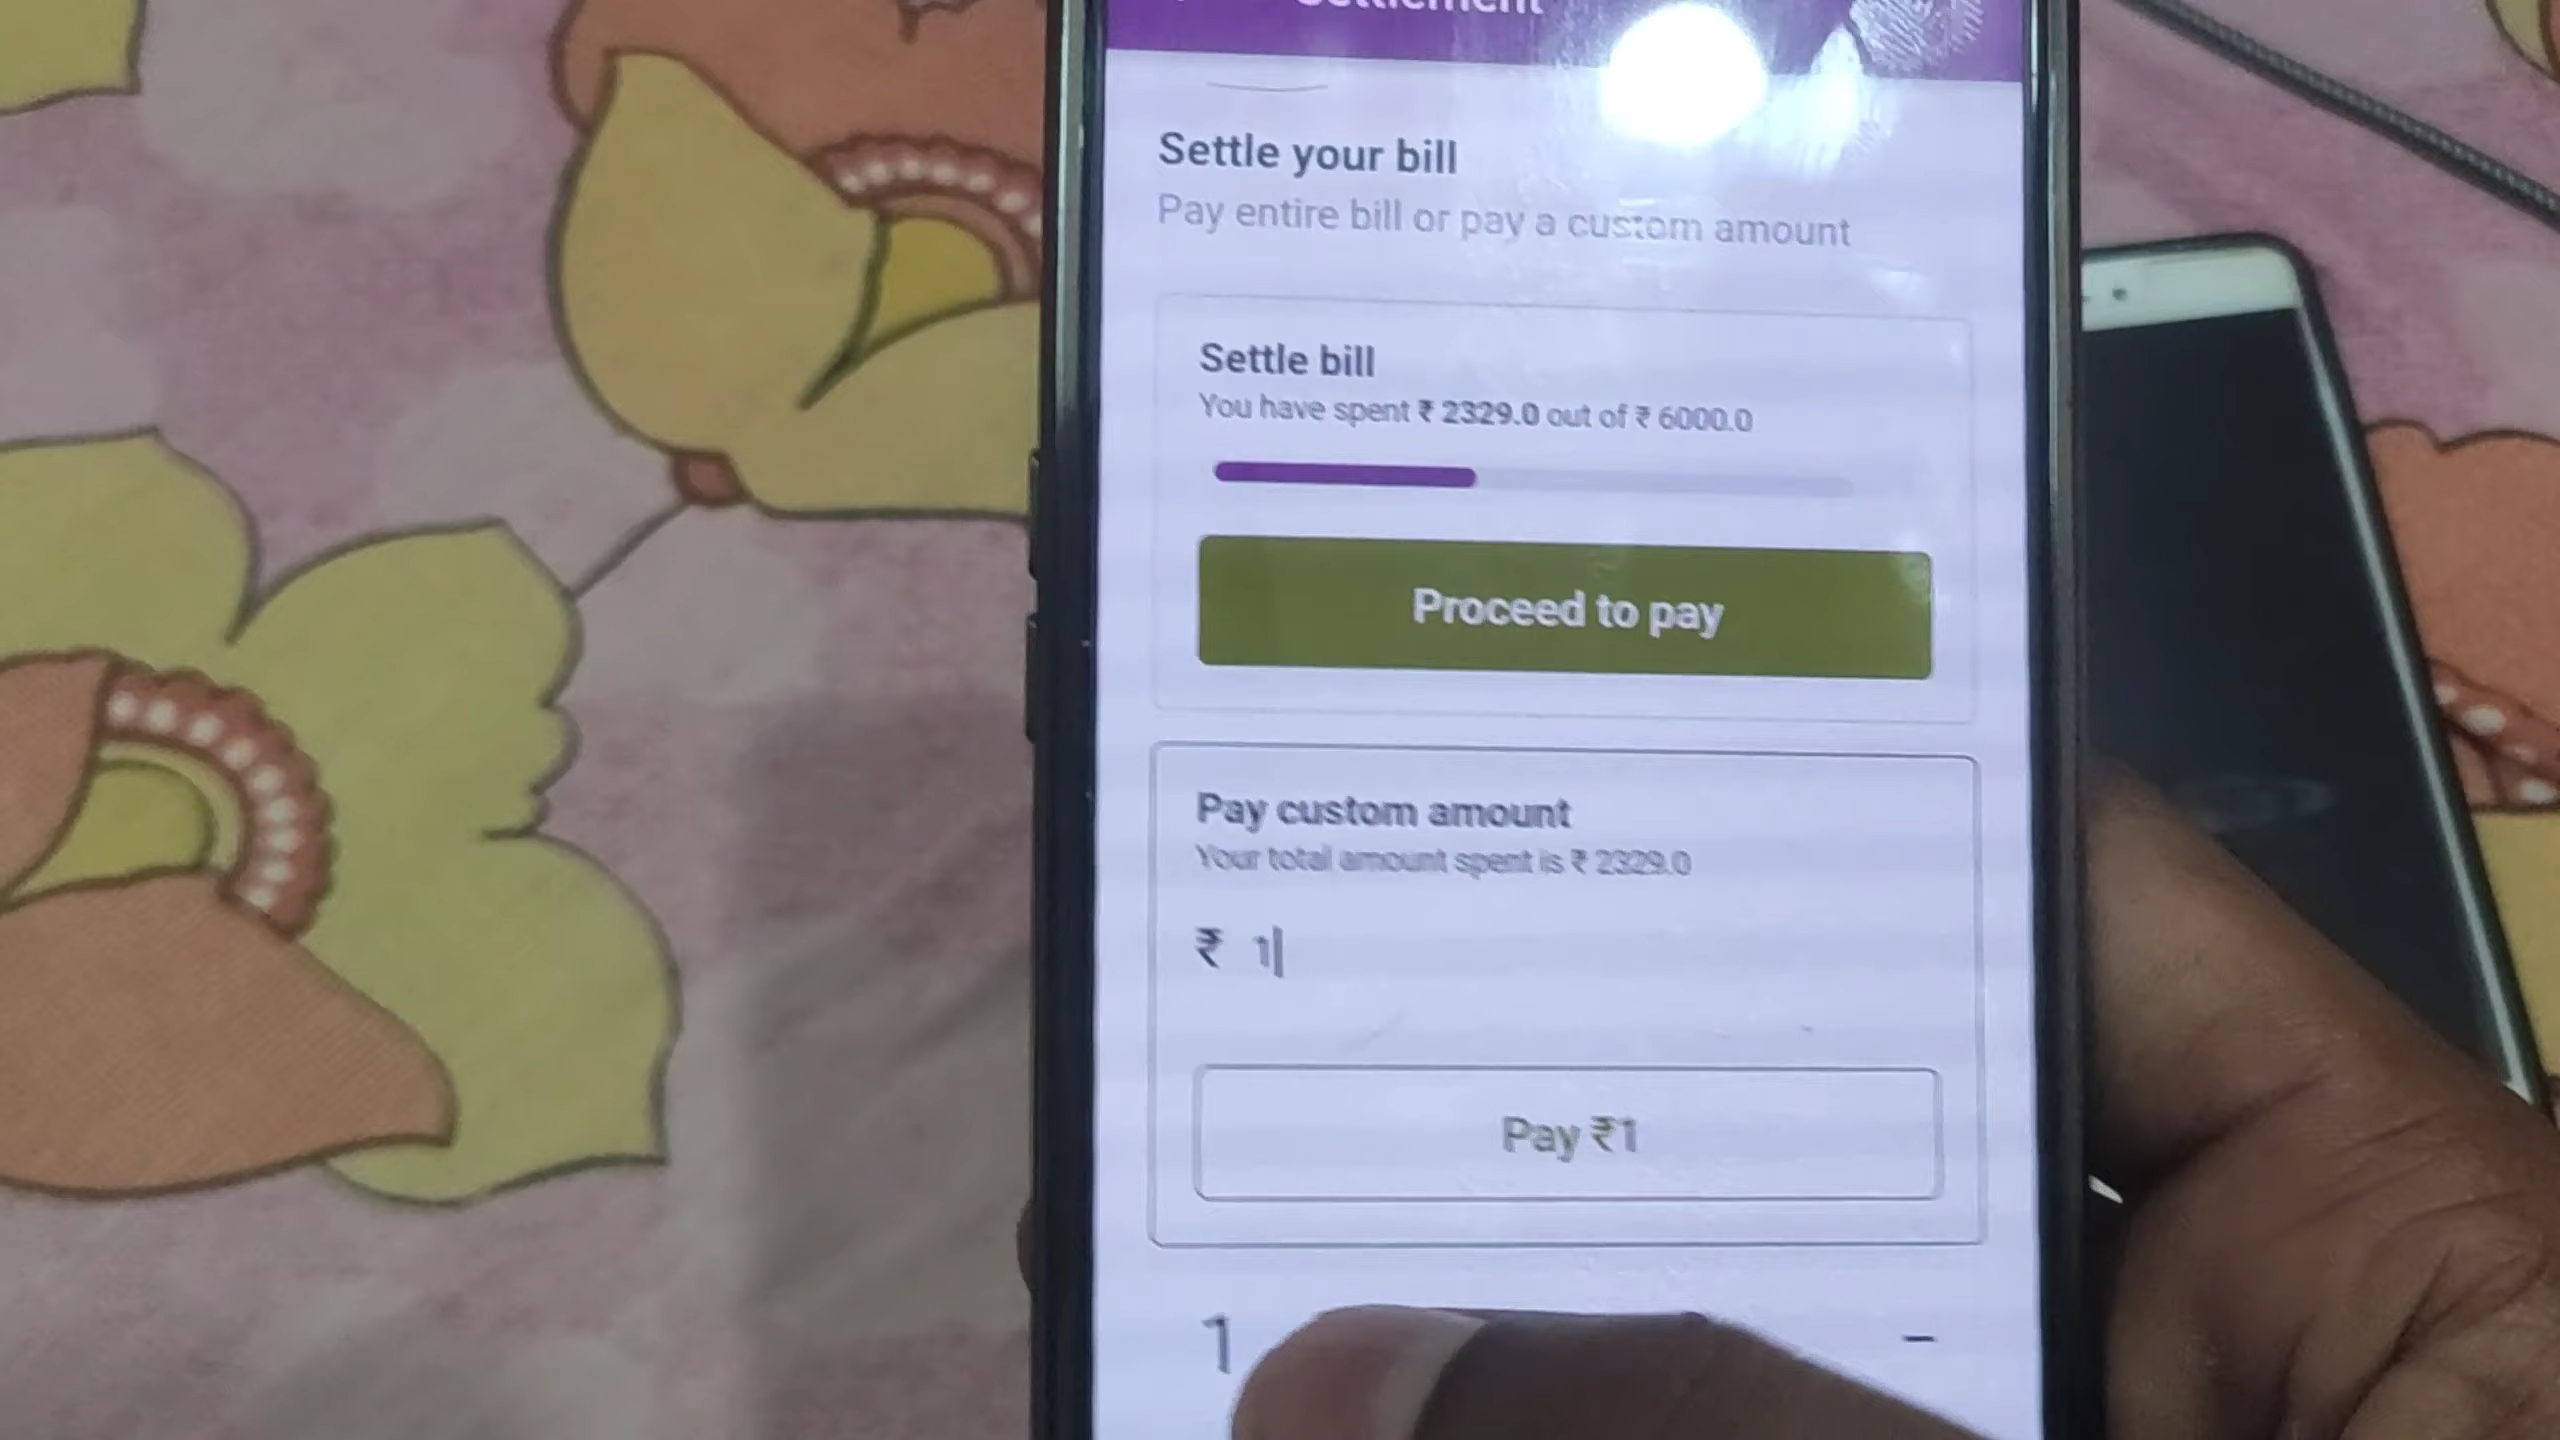 Settlement
Settle your bill
Pay entire bill or pay a custom amount
Settle bill
You have spent ₹ 2329.0 out of ₹ 6000.0
Proceed to pay
Pay custom amount
Your total amount spent is ₹ 2329.0
₹ 1
Pay ₹1
1 −